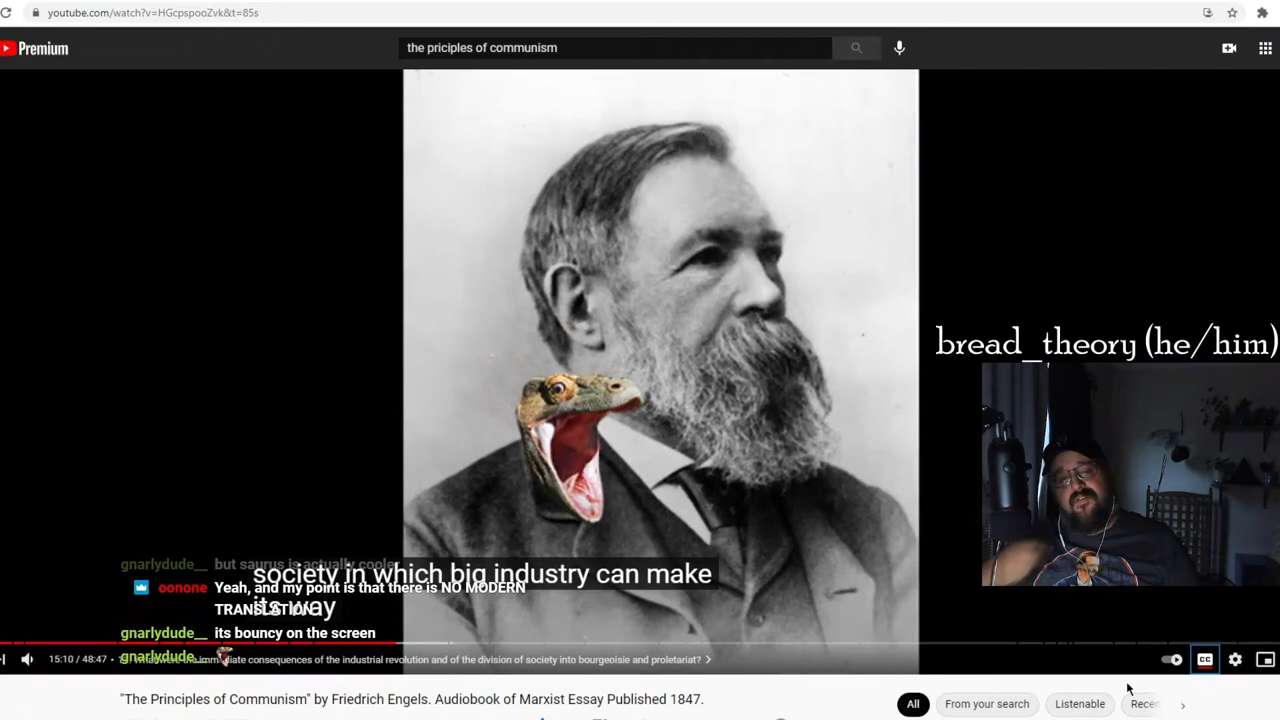 youtube.com/watch?v=HGcpspooZvk&t=85s
Premium
the priciples of communism
bread_theory (he/him)
gnarlydude__ but saurus is actually cooler
society in which big industry can make
oonone Yeah, and my point is that there is NO MODERN
TRANSLATION
its way
gnarlydude__ its bouncy on the screen
gnarlydude__
15:10 / 48:47 • immediate consequences of the industrial revolution and of the division of society into bourgeoisie and proletariat?
CC
"The Principles of Communism" by Friedrich Engels. Audiobook of Marxist Essay Published 1847.
All
From your search
Listenable
Recen